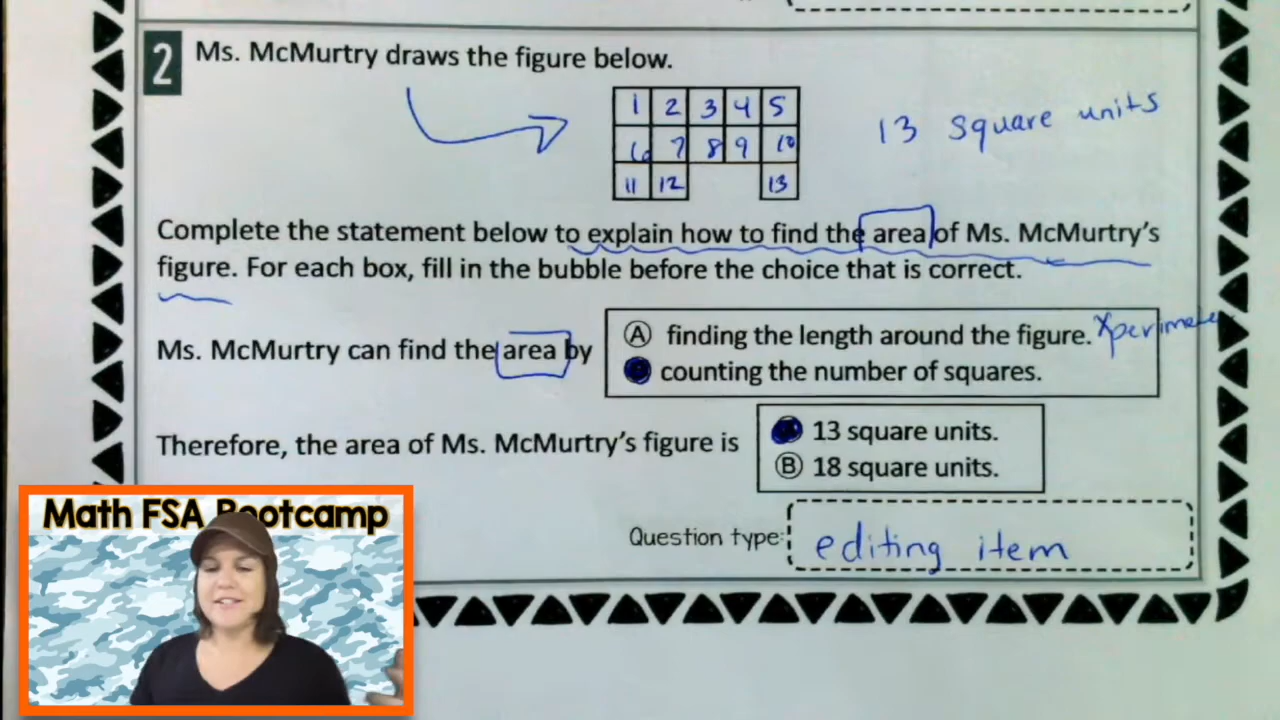 2 Ms. McMurtry draws the figure below.
1 2 3 4 5
6 7 8 9 10
11 12 13
13 square units
Complete the statement below to explain how to find the area of Ms. McMurtry's
figure. For each box, fill in the bubble before the choice that is correct.
Ms. McMurtry can find the area by
A finding the length around the figure. xperimeter
counting the number of squares.
Therefore, the area of Ms. McMurtry's figure is
13 square units.
B 18 square units.
Question type: editing item
Math FSA Bootcamp